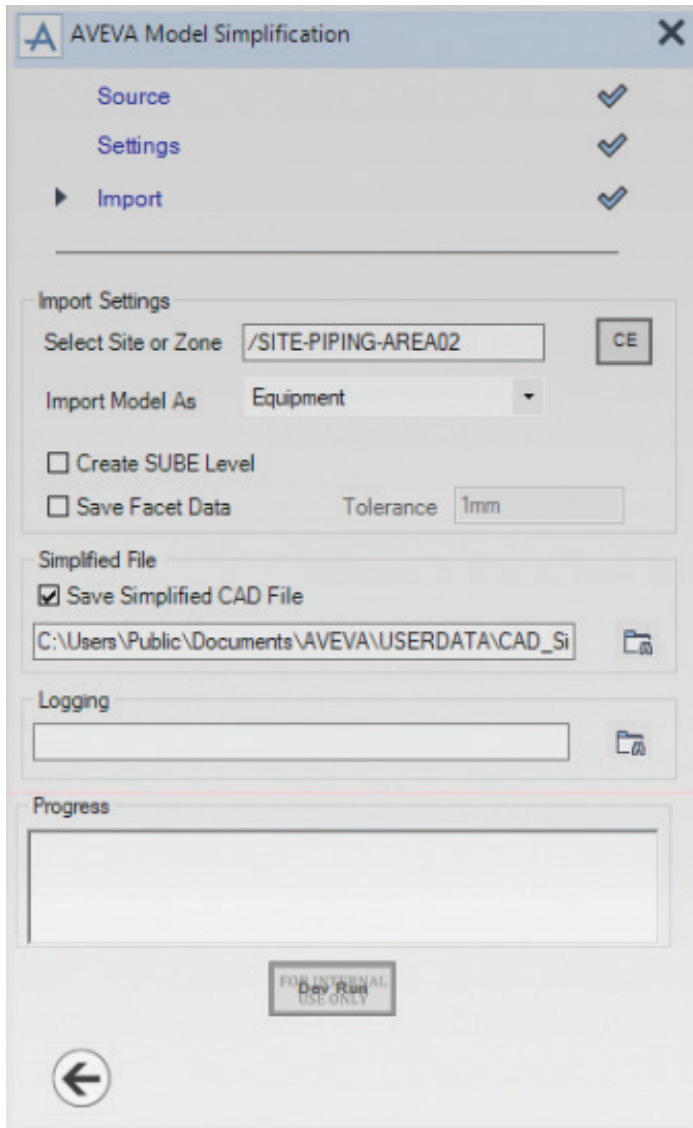 AVEVA Model Simplification
Source
Settings
Import
Import Settings
Select Site or Zone /SITE-PIPING-AREA02 CE
Import Model As Equipment
Create SUBE Level
Save Facet Data Tolerance 1mm
Simplified File
Save Simplified CAD File
C:\Users\Public\Documents\AVEVA\USERDATA\CAD_Si
Logging
Progress
FOR INTERNAL
Dev Run
USE ONLY